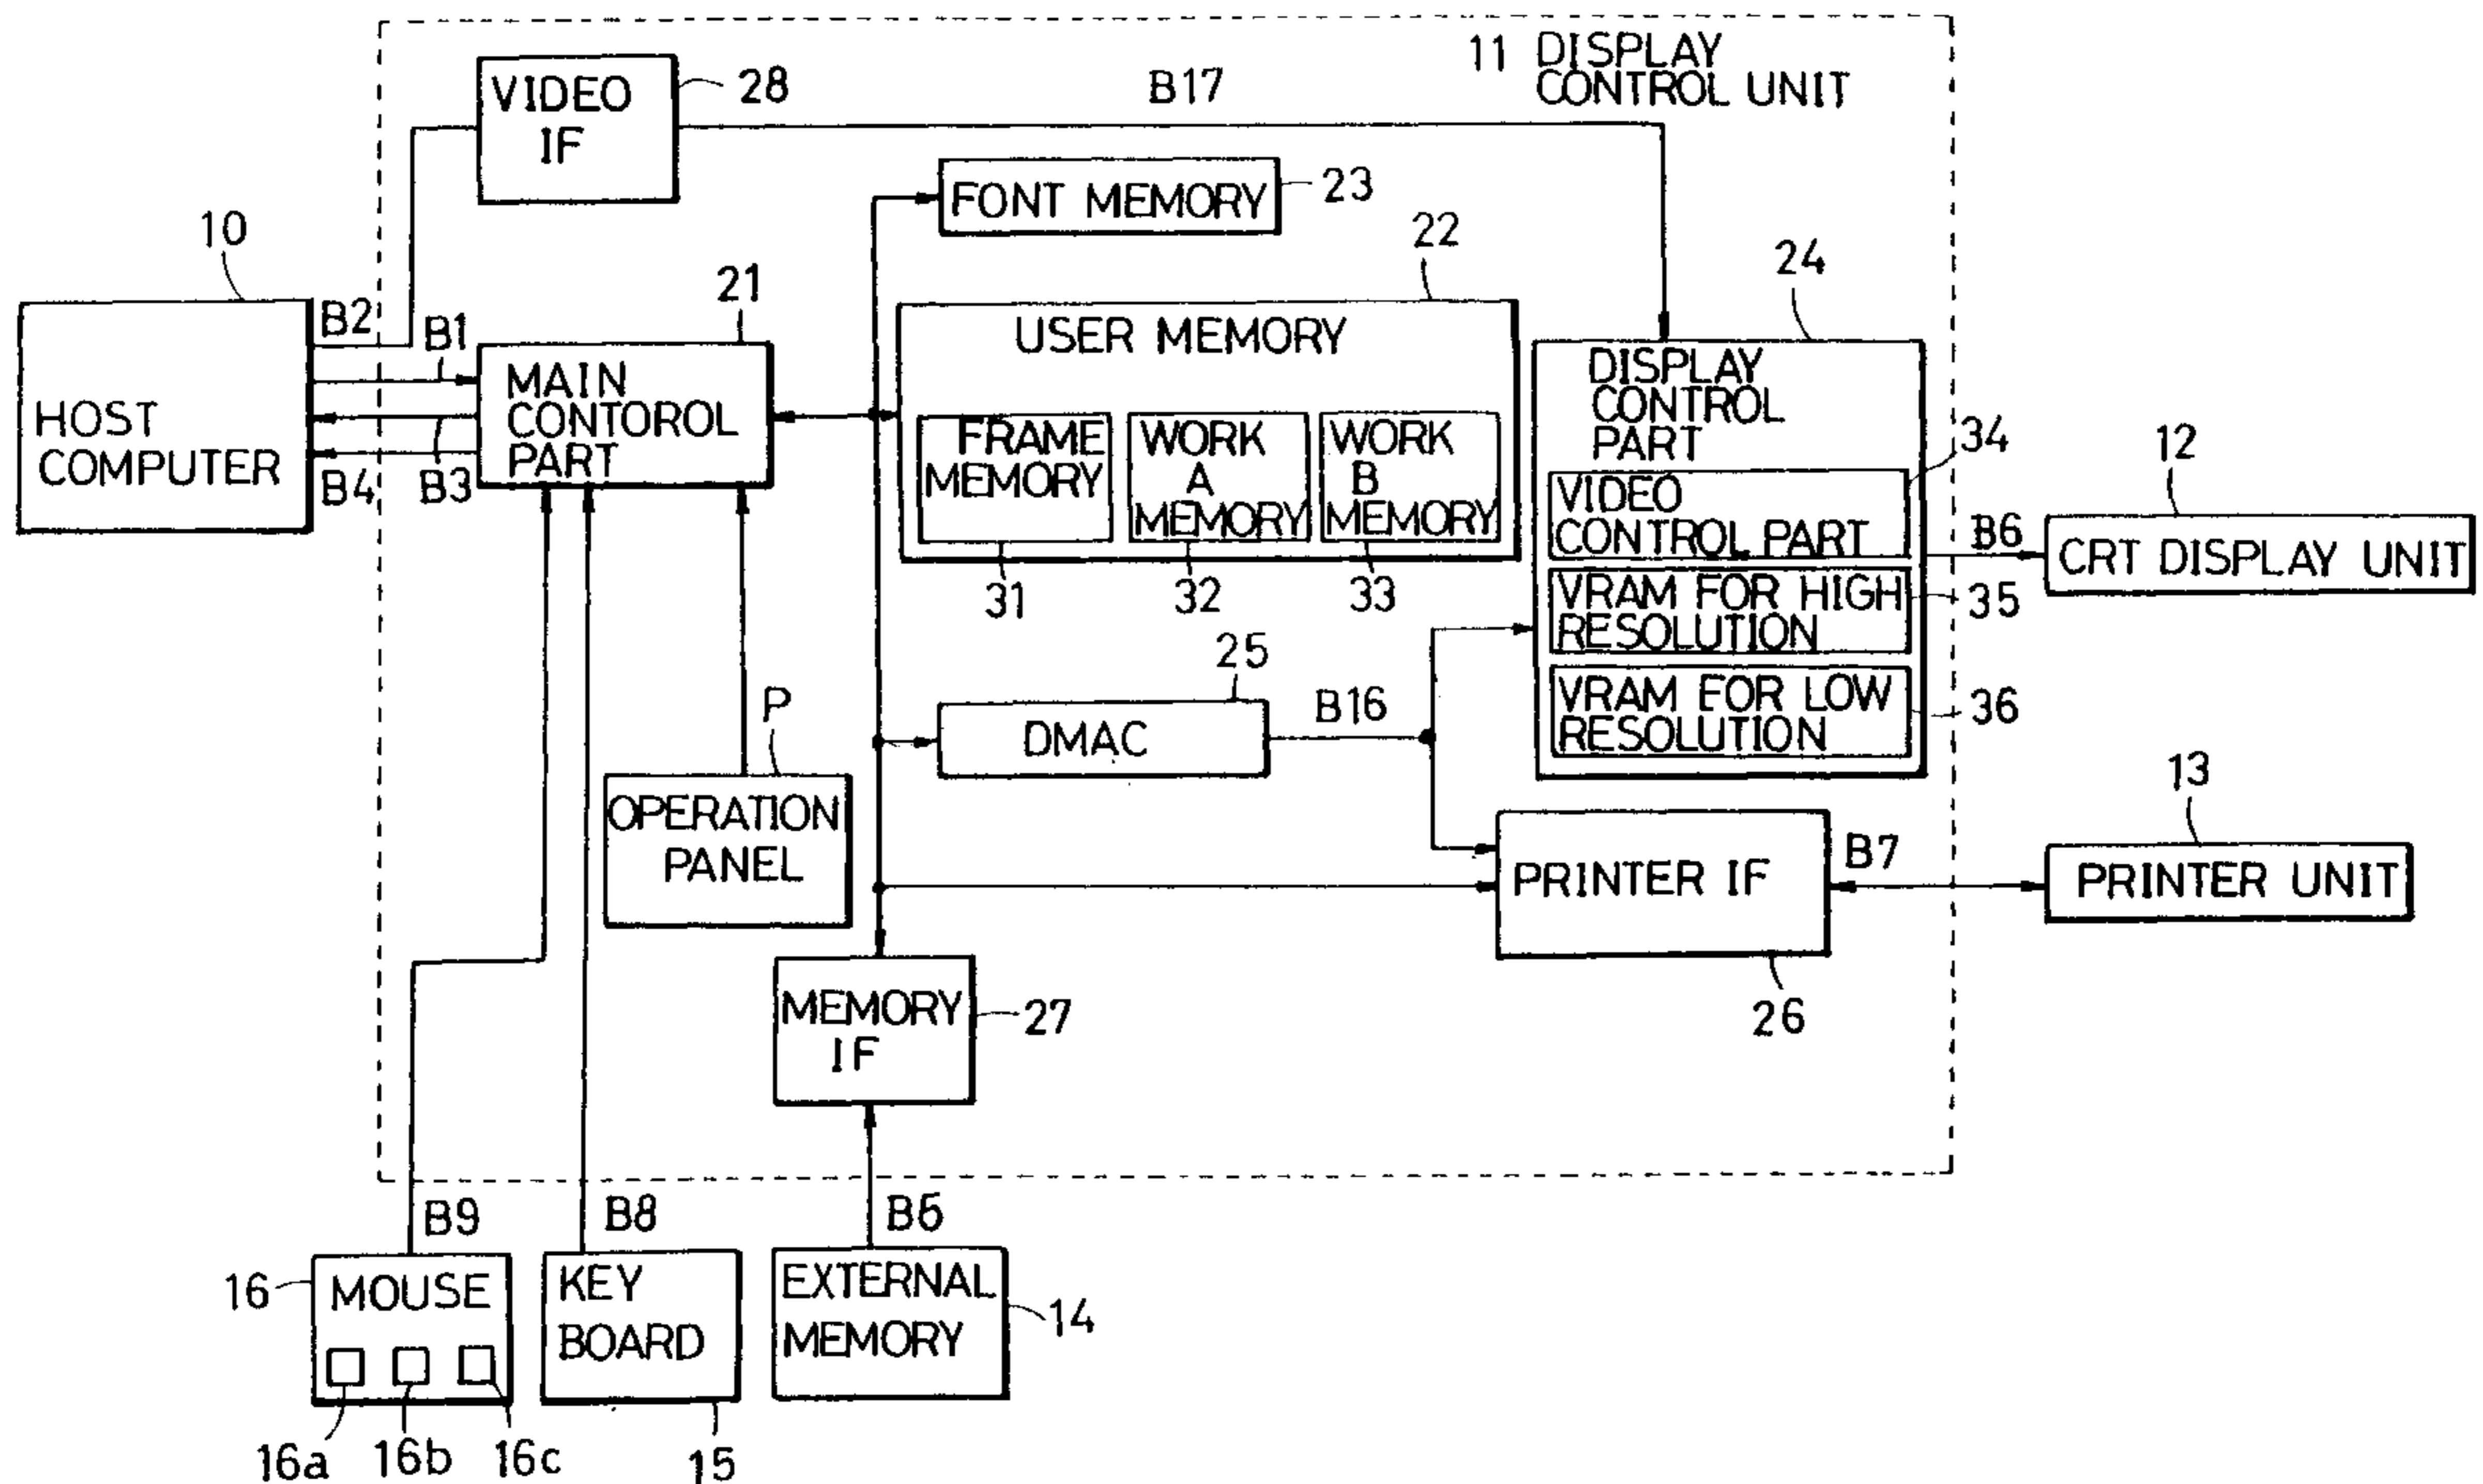 11 DISPLAY
CONTROL UNIT
VIDEO
IF
28
B17
FONT MEMORY
23
10
HOST
COMPUTER
B2
B1
B3
B4
21
MAIN
CONTOROL
PART
22
USER MEMORY
FRAME
MEMORY
WORK
A
MEMORY
WORK
B
MEMORY
31
32
33
24
DISPLAY
CONTROL
PART
34
VIDEO
CONTROL PART
VRAM FOR HIGH
RESOLUTION
35
VRAM FOR LOW
RESOLUTION
36
B6
12
CRT DISPLAY UNIT
25
DMAC
B16
P
OPERATION
PANEL
PRINTER IF
26
B7
13
PRINTER UNIT
MEMORY
IF
27
B9
B8
B6
16
MOUSE
16a
16b
16c
KEY
BOARD
15
EXTERNAL
MEMORY
14